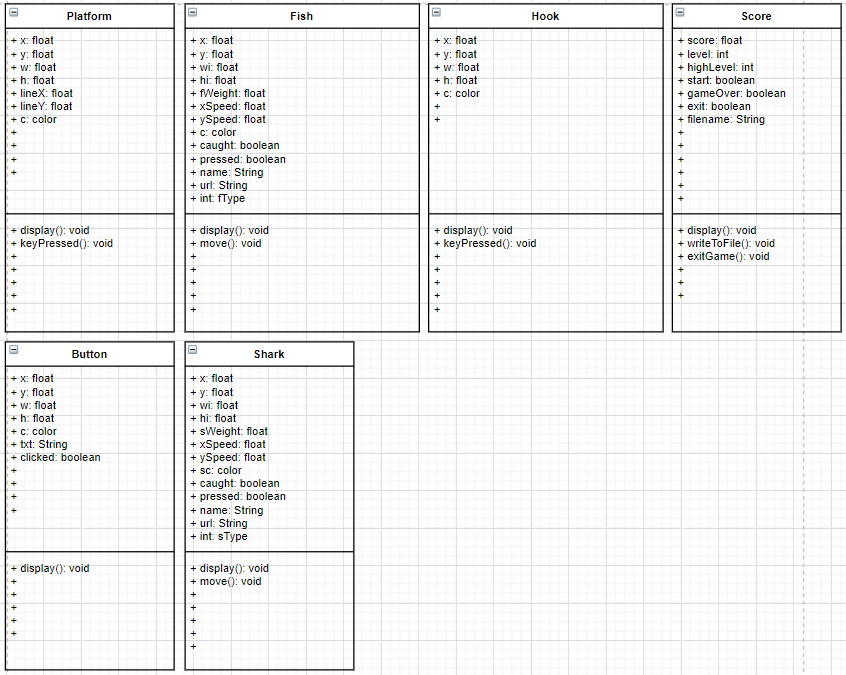 Platform
+ x: float
+ y: float
+ w: float
+ h: float
+ lineX: float
+ lineY: float
+ c: color
+
+
+
+
+ display(): void
+ keyPressed(): void
+
+
+
+
+
Fish
+ x: float
+ y: float
+ wi: float
+ hi: float
+ fWeight: float
+ xSpeed: float
+ ySpeed: float
+ c: color
+ caught: boolean
+ pressed: boolean
+ name: String
+ url: String
+ int: fType
+ display(): void
+ move(): void
+
+
+
+
+
Hook
+ x: float
+ y: float
+ w: float
+ h: float
+ c: color
+
+
+ display(): void
+ keyPressed(): void
+
+
+
+
+
Score
+ score: float
+ level: int
+ highLevel: int
+ start: boolean
+ gameOver: boolean
+ exit: boolean
+ filename: String
+
+
+
+
+
+
+ display(): void
+ writeToFile(): void
+ exitGame(): void
+
+
+
Button
+ x: float
+ y: float
+ w: float
+ h: float
+ c: color
+ txt: String
+ clicked: boolean
+
+
+
+
+ display(): void
+
+
+
+
+
Shark
+ x: float
+ y: float
+ wi: float
+ hi: float
+ sWeight: float
+ xSpeed: float
+ ySpeed: float
+ sc: color
+ caught: boolean
+ pressed: boolean
+ name: String
+ url: String
+ int: sType
+ display(): void
+ move(): void
+
+
+
+
+